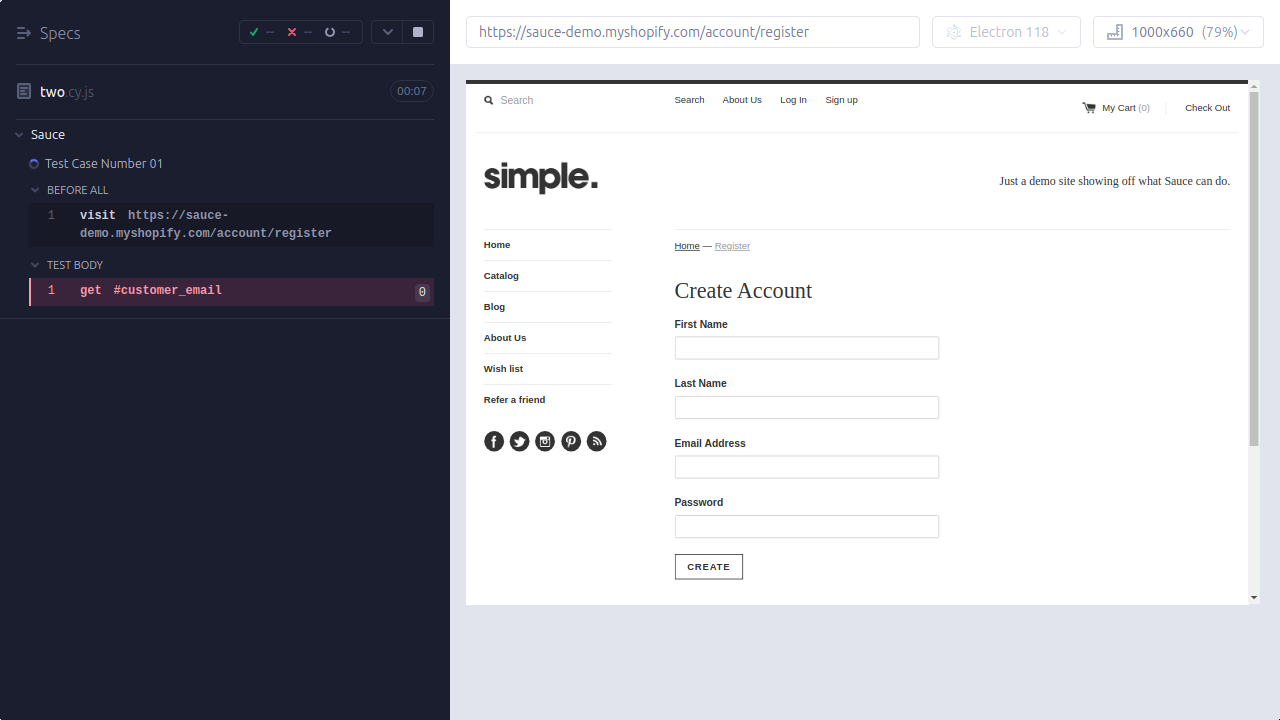 Specs
-- -- --
two.cy.js
00:07
Sauce
Test Case Number 01
BEFORE ALL
1 visit https://sauce-
demo.myshopify.com/account/register
TEST BODY
1 get #customer_email 0
https://sauce-demo.myshopify.com/account/register
Electron 118
1000x660 (79%)
Search
Search About Us Log In Sign up
My Cart (0) Check Out
simple.
Just a demo site showing off what Sauce can do.
Home
Catalog
Blog
About Us
Wish list
Refer a friend
Home — Register
Create Account
First Name
Last Name
Email Address
Password
CREATE